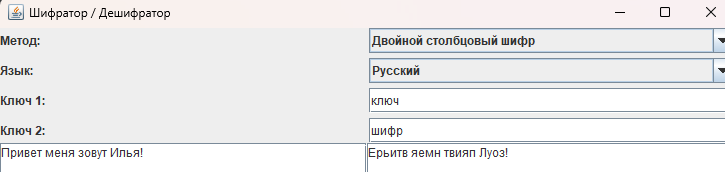 Шифратор / Дешифратор
Метод: Двойной столбцовый шифр
Язык: Русский
Ключ 1: ключ
Ключ 2: шифр
Привет меня зовут Илья! Ерьитв яемн твияп Луоз!